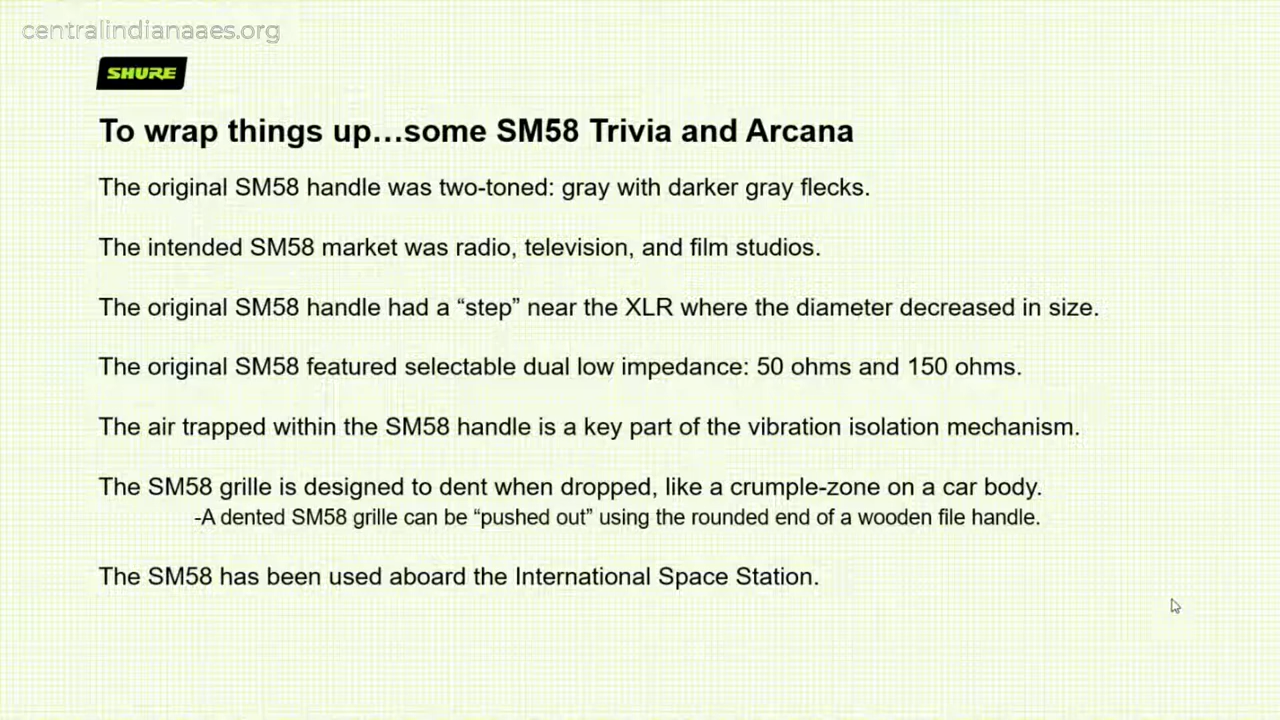 centralindianaaes.org
SHURE
To wrap things up…some SM58 Trivia and Arcana
The original SM58 handle was two-toned: gray with darker gray flecks.
The intended SM58 market was radio, television, and film studios.
The original SM58 handle had a “step” near the XLR where the diameter decreased in size.
The original SM58 featured selectable dual low impedance: 50 ohms and 150 ohms.
The air trapped within the SM58 handle is a key part of the vibration isolation mechanism.
The SM58 grille is designed to dent when dropped, like a crumple-zone on a car body.
-A dented SM58 grille can be “pushed out” using the rounded end of a wooden file handle.
The SM58 has been used aboard the International Space Station.